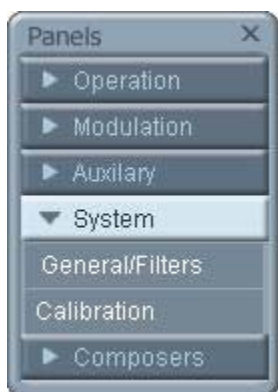 Panels
Operation
Modulation
Auxilary
System
General/Filters
Calibration
Composers